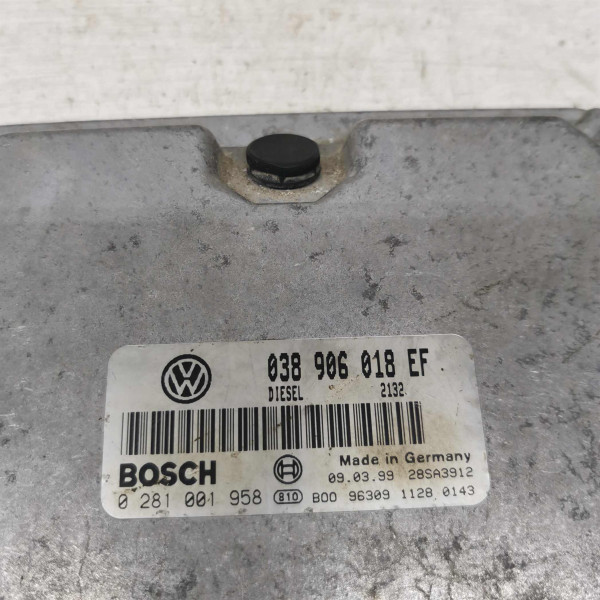 VW 038 906 018 EF
DIESEL 2132
BOSCH Made in Germany
09.03.99 28SA3912
0 281 001 958 810 B00 96309 1128 0143